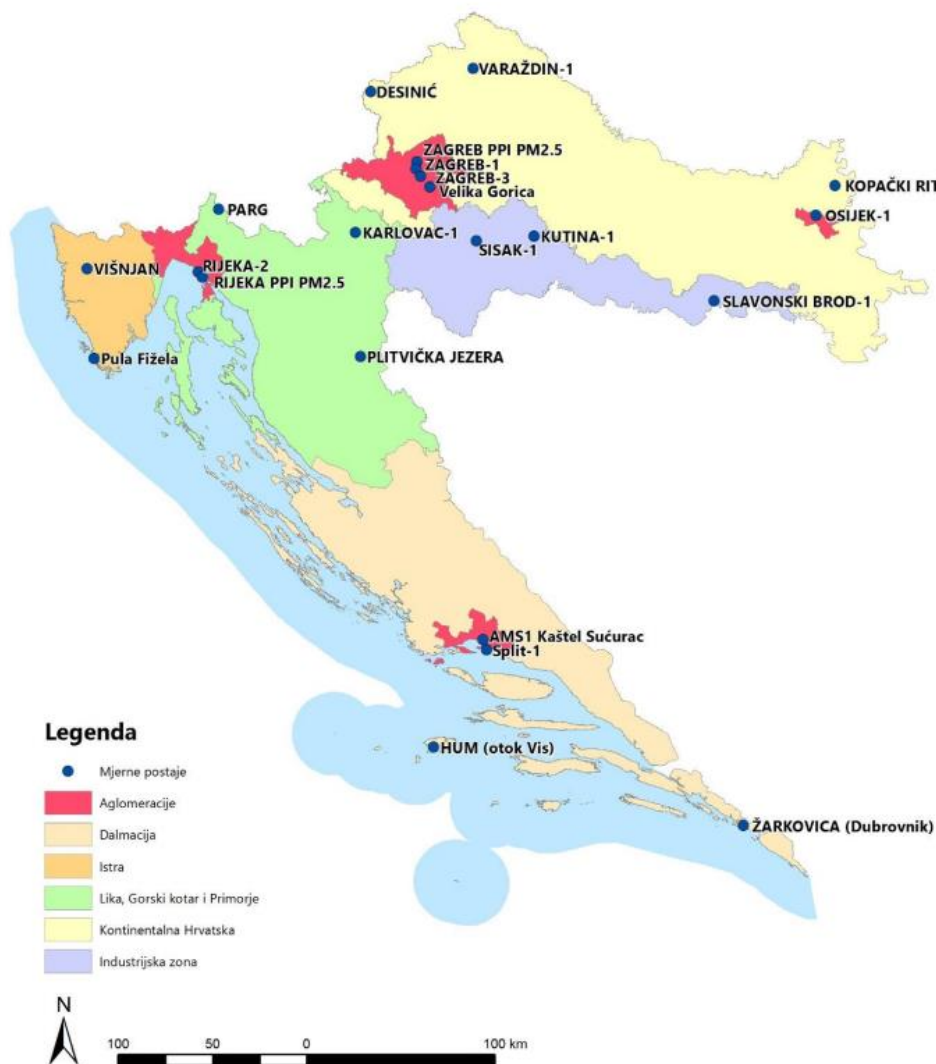 VARAŽDIN-1
DESINIĆ
ZAGREB PPI PM2.5
ZAGREB-1
ZAGREB-3
Velika Gorica
KOPAČKI RIT
OSIJEK-1
PARG
KARLOVAC-1
KUTINA-1
SISAK-1
VIŠNJAN
RIJEKA-2
RIJEKA PPI PM2.5
SLAVONSKI BROD-1
Pula Fižela
PLITVIČKA JEZERA
AMS1 Kaštel Sućurac
Split-1
HUM (otok Vis)
ŽARKOVICA (Dubrovnik)
Legenda
Mjerne postaje
Aglomeracije
Dalmacija
Istra
Lika, Gorski kotar i Primorje
Kontinentalna Hrvatska
Industrijska zona
N
100 50 0 100 km